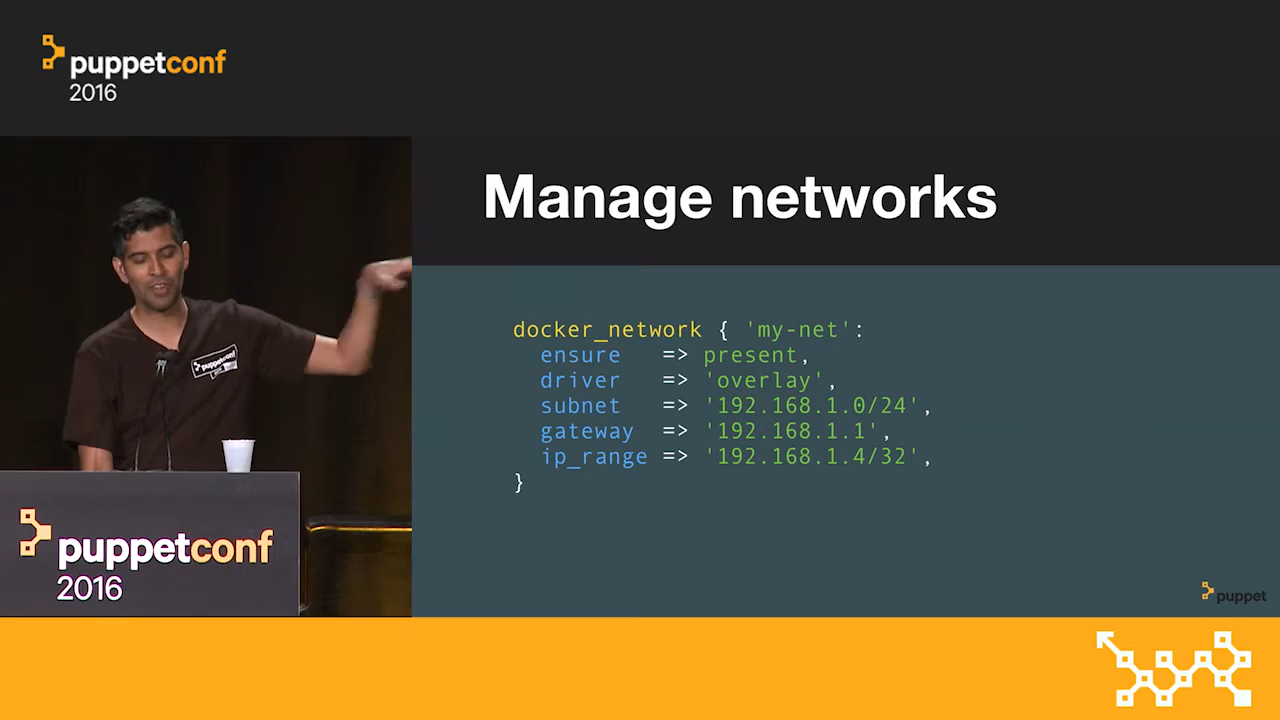 puppetconf
2016
Manage networks
docker_network { 'my-net':
  ensure   => present,
  driver   => 'overlay',
  subnet   => '192.168.1.0/24',
  gateway  => '192.168.1.1',
  ip_range => '192.168.1.4/32',
}
puppetconf
puppetconf
2016
puppet